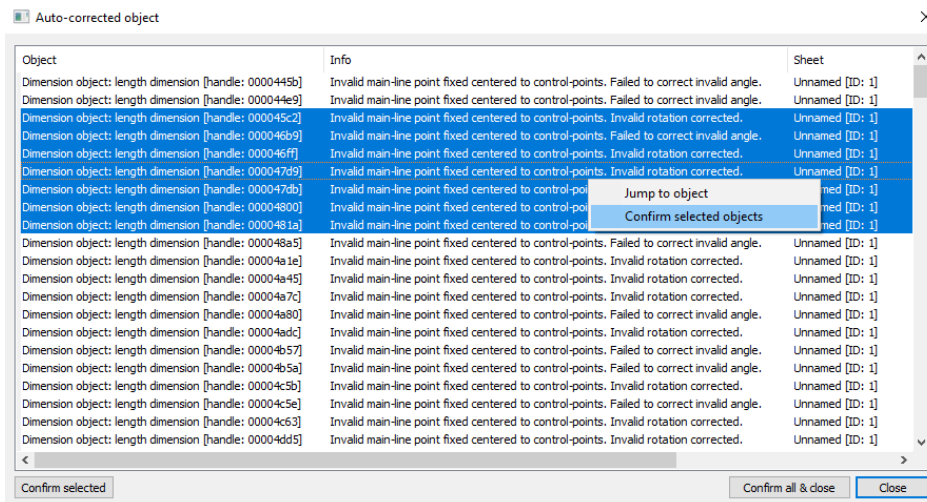 Auto-corrected object
Object Info Sheet
Dimension object: length dimension [handle: 0000445b] Invalid main-line point fixed centered to control-points. Failed to correct invalid angle. Unnamed [ID: 1]
Dimension object: length dimension [handle: 000044e9] Invalid main-line point fixed centered to control-points. Failed to correct invalid angle. Unnamed [ID: 1]
Dimension object: length dimension [handle: 000045c2] Invalid main-line point fixed centered to control-points. Invalid rotation corrected. Unnamed [ID: 1]
Dimension object: length dimension [handle: 000046b9] Invalid main-line point fixed centered to control-points. Failed to correct invalid angle. Unnamed [ID: 1]
Dimension object: length dimension [handle: 000046ff] Invalid main-line point fixed centered to control-points. Invalid rotation corrected. Unnamed [ID: 1]
Dimension object: length dimension [handle: 000047d9] Invalid main-line point fixed centered to control-points. Invalid rotation corrected. Unnamed [ID: 1]
Dimension object: length dimension [handle: 000047db] Invalid main-line point fixed centered to control-poi Jump to object med [ID: 1]
Dimension object: length dimension [handle: 00004800] Invalid main-line point fixed centered to control-poi Confirm selected objects med [ID: 1]
Dimension object: length dimension [handle: 0000481a] Invalid main-line point fixed centered to control-poi med [ID: 1]
Dimension object: length dimension [handle: 000048a5] Invalid main-line point fixed centered to control-points. Failed to correct invalid angle. Unnamed [ID: 1]
Dimension object: length dimension [handle: 00004a1e] Invalid main-line point fixed centered to control-points. Invalid rotation corrected. Unnamed [ID: 1]
Dimension object: length dimension [handle: 00004a45] Invalid main-line point fixed centered to control-points. Invalid rotation corrected. Unnamed [ID: 1]
Dimension object: length dimension [handle: 00004a7c] Invalid main-line point fixed centered to control-points. Invalid rotation corrected. Unnamed [ID: 1]
Dimension object: length dimension [handle: 00004a80] Invalid main-line point fixed centered to control-points. Failed to correct invalid angle. Unnamed [ID: 1]
Dimension object: length dimension [handle: 00004adc] Invalid main-line point fixed centered to control-points. Invalid rotation corrected. Unnamed [ID: 1]
Dimension object: length dimension [handle: 00004b57] Invalid main-line point fixed centered to control-points. Failed to correct invalid angle. Unnamed [ID: 1]
Dimension object: length dimension [handle: 00004b5a] Invalid main-line point fixed centered to control-points. Failed to correct invalid angle. Unnamed [ID: 1]
Dimension object: length dimension [handle: 00004c5b] Invalid main-line point fixed centered to control-points. Invalid rotation corrected. Unnamed [ID: 1]
Dimension object: length dimension [handle: 00004c5e] Invalid main-line point fixed centered to control-points. Failed to correct invalid angle. Unnamed [ID: 1]
Dimension object: length dimension [handle: 00004c63] Invalid main-line point fixed centered to control-points. Invalid rotation corrected. Unnamed [ID: 1]
Dimension object: length dimension [handle: 00004dd5] Invalid main-line point fixed centered to control-points. Invalid rotation corrected. Unnamed [ID: 1]
Confirm selected Confirm all & close Close